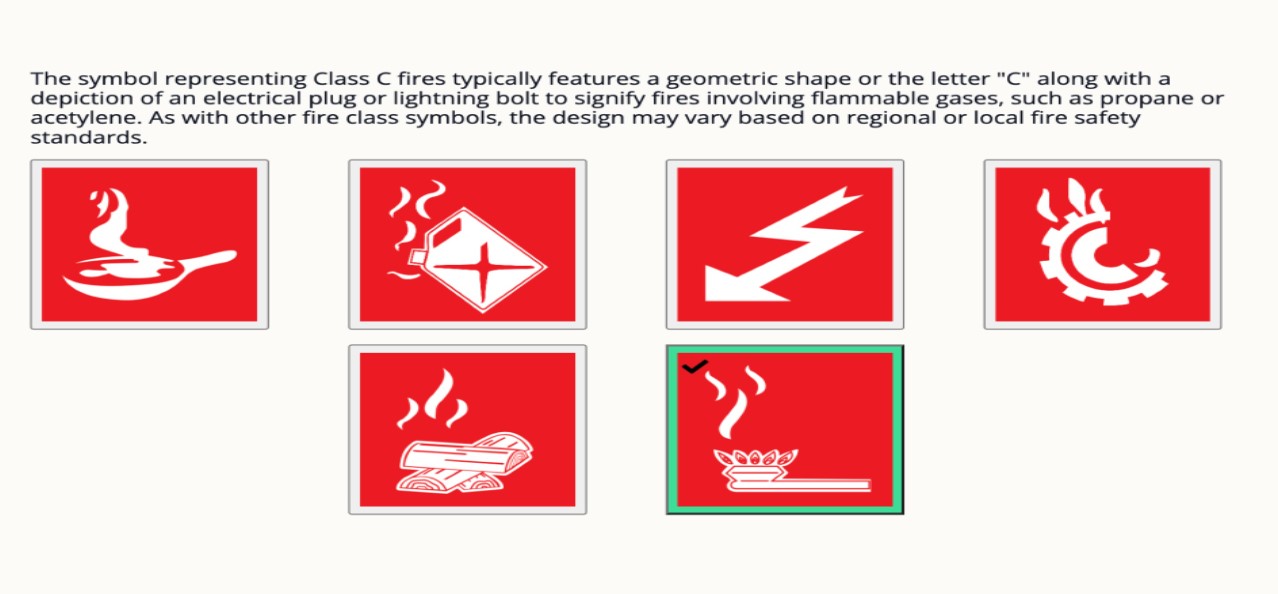 The symbol representing Class C fires typically features a geometric shape or the letter "C" along with a
depiction of an electrical plug or lightning bolt to signify fires involving flammable gases, such as propane or
acetylene. As with other fire class symbols, the design may vary based on regional or local fire safety
standards.